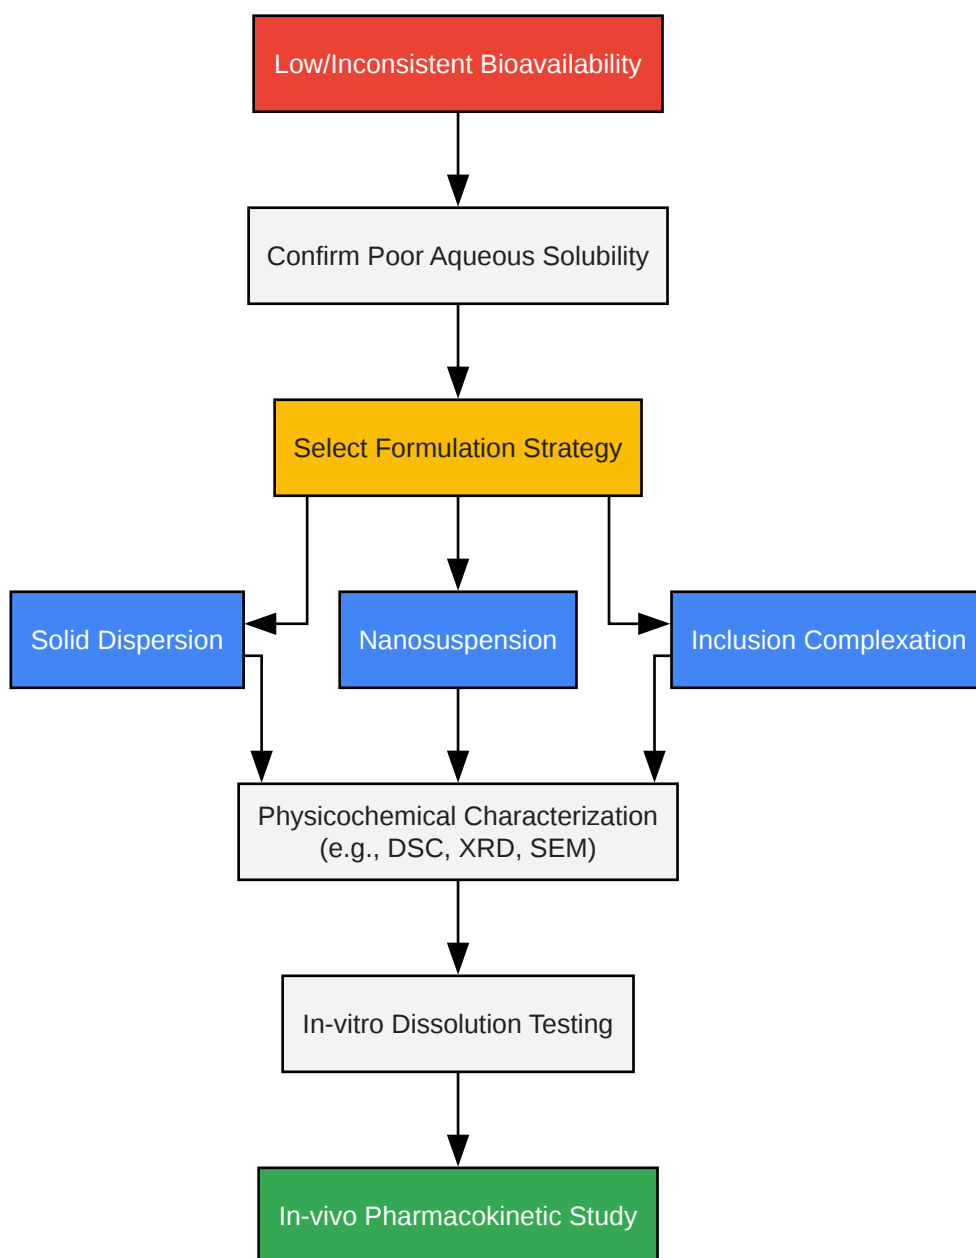 Low/Inconsistent Bioavailability
Confirm Poor Aqueous Solubility
Select Formulation Strategy
Solid Dispersion
Nanosuspension
Inclusion Complexation
Physicochemical Characterization
(e.g., DSC, XRD, SEM)
In-vitro Dissolution Testing
In-vivo Pharmacokinetic Study